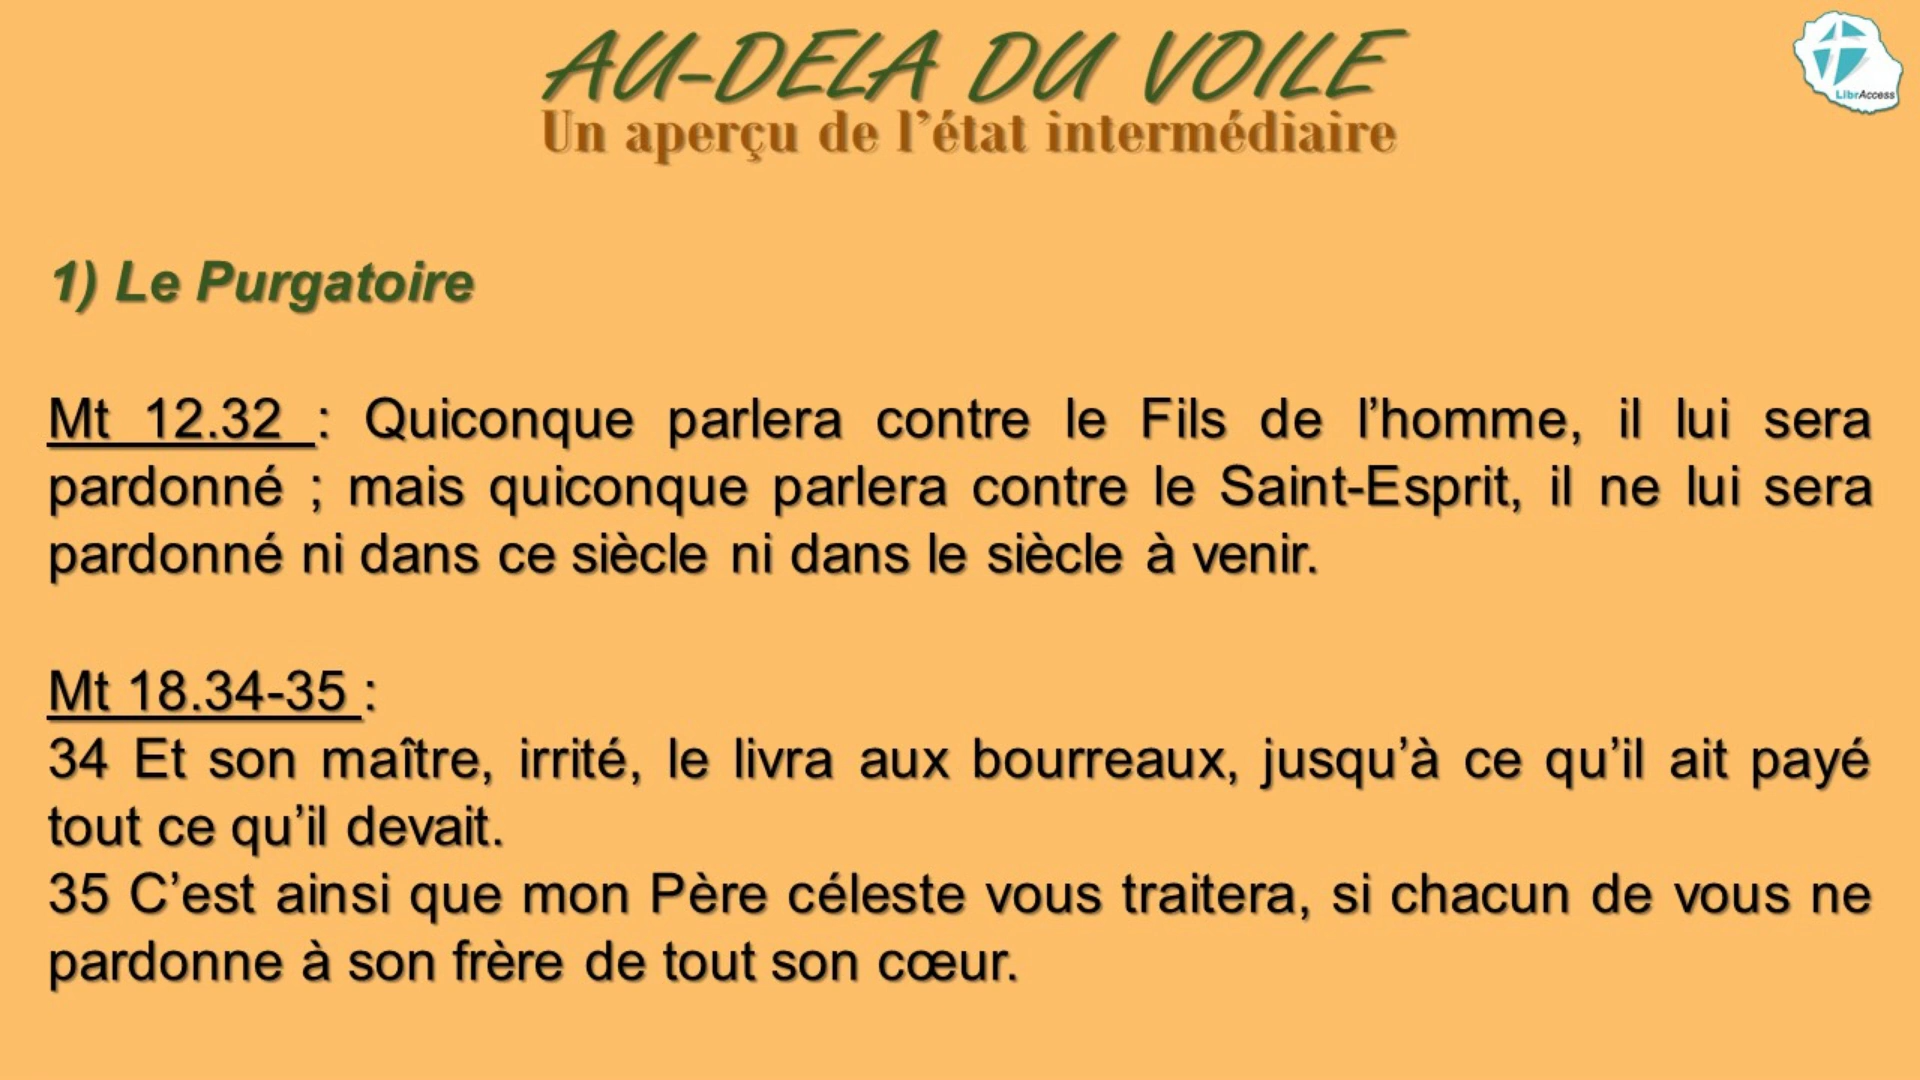 AU-DELA DU VOILE
Un aperçu de l’état intermédiaire
LibrAccess
1) Le Purgatoire
Mt 12.32 : Quiconque parlera contre le Fils de l’homme, il lui sera
pardonné ; mais quiconque parlera contre le Saint-Esprit, il ne lui sera
pardonné ni dans ce siècle ni dans le siècle à venir.
Mt 18.34-35 :
34 Et son maître, irrité, le livra aux bourreaux, jusqu’à ce qu’il ait payé
tout ce qu’il devait.
35 C’est ainsi que mon Père céleste vous traitera, si chacun de vous ne
pardonne à son frère de tout son cœur.